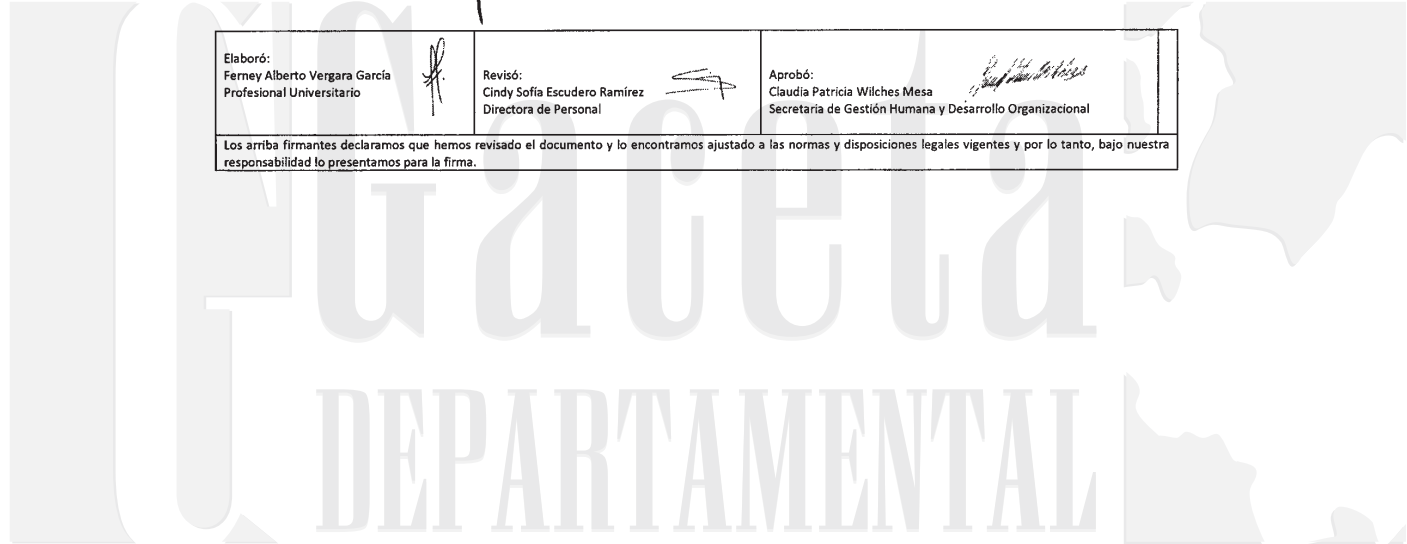 Elaboró:
Ferney Alberto Vergara García
Profesional Universitario
Revisó:
Cindy Sofía Escudero Ramírez
Directora de Personal
Aprobó:
Claudia Patricia Wilches Mesa
Secretaria de Gestión Humana y Desarrollo Organizacional
Los arriba firmantes declaramos que hemos revisado el documento y lo encontramos ajustado a las normas y disposiciones legales vigentes y por lo tanto, bajo nuestra
responsabilidad lo presentamos para la firma.
Gaceta
DEPARTAMENTAL